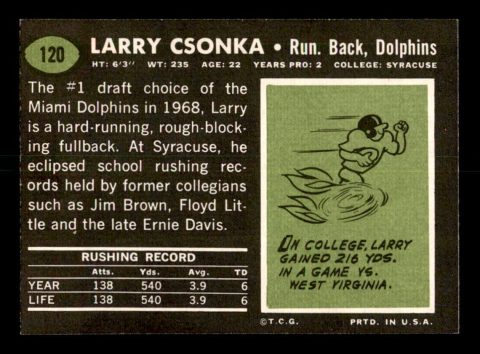 120
LARRY CSONKA • Run. Back, Dolphins
HT: 6'3" WT: 235 AGE: 22 YEARS PRO: 2 COLLEGE: SYRACUSE
The #1 draft choice of the
Miami Dolphins in 1968, Larry
is a hard-running, rough-block-
ing fullback. At Syracuse, he
eclipsed school rushing rec-
ords held by former collegians
such as Jim Brown, Floyd Lit-
tle and the late Ernie Davis.
RUSHING RECORD
Atts. Yds. Avg. TD
YEAR 138 540 3.9 6
LIFE 138 540 3.9 6
IN COLLEGE, LARRY
GAINED 216 YDS.
IN A GAME VS.
WEST VIRGINIA.
© T.C.G. PRTD. IN U.S.A.